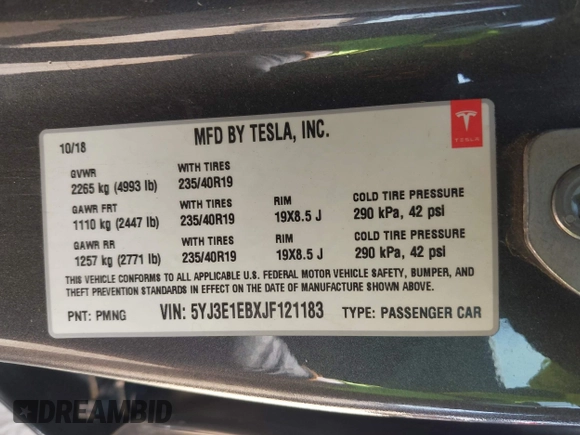 10/18
MFD BY TESLA, INC.
TESLA
GVWR
2265 kg (4993 lb)
WITH TIRES
235/40R19
GAWR FRT
1110 kg (2447 lb)
WITH TIRES
235/40R19
RIM
19X8.5 J
COLD TIRE PRESSURE
290 kPa, 42 psi
GAWR RR
1257 kg (2771 lb)
WITH TIRES
235/40R19
RIM
19X8.5 J
COLD TIRE PRESSURE
290 kPa, 42 psi
THIS VEHICLE CONFORMS TO ALL APPLICABLE U.S. FEDERAL MOTOR VEHICLE SAFETY, BUMPER, AND
THEFT PREVENTION STANDARDS IN EFFECT ON THE DATE OF MANUFACTURE SHOWN ABOVE.
PNT: PMNG
VIN: 5YJ3E1EBXJF121183
TYPE: PASSENGER CAR
DREAMBID